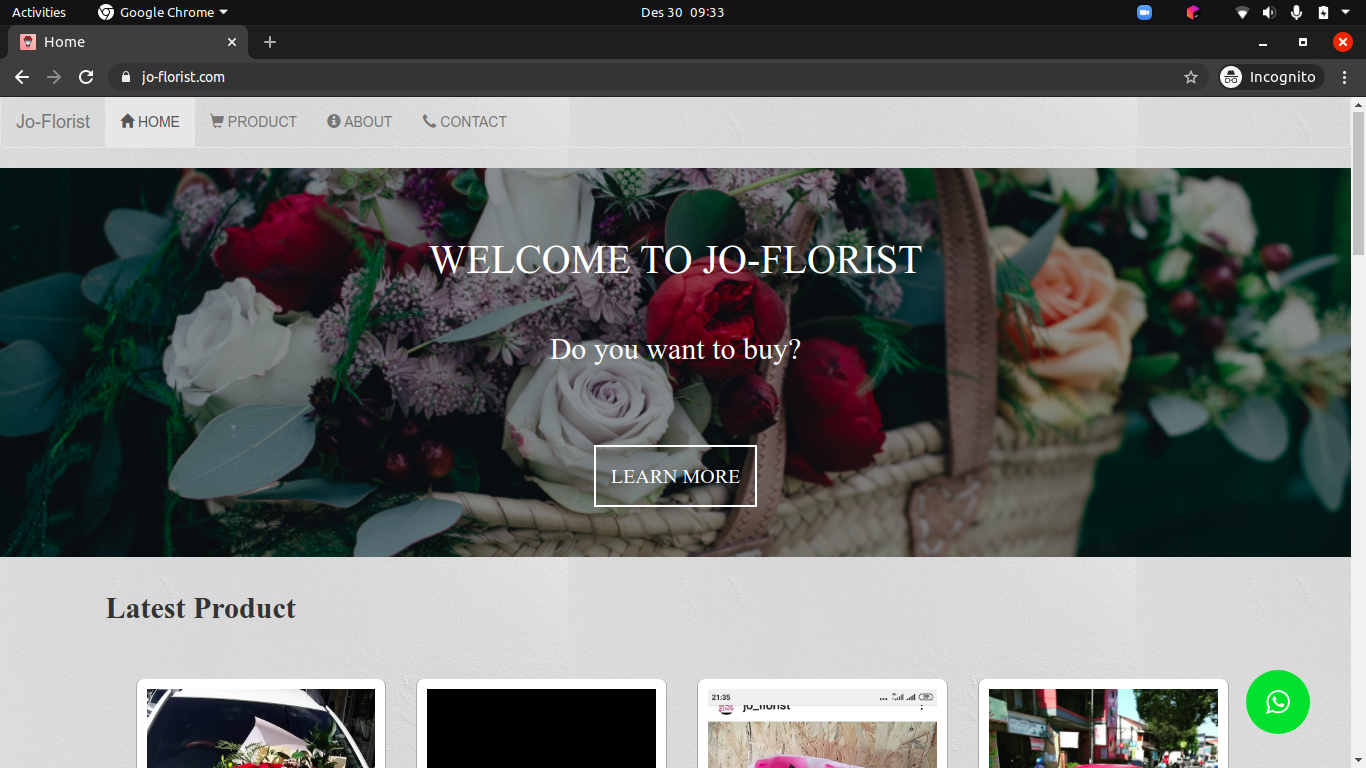 Activities Google Chrome Des 30 09:33
Home
jo-florist.com Incognito
Jo-Florist HOME PRODUCT ABOUT CONTACT
WELCOME TO JO-FLORIST
Do you want to buy?
LEARN MORE
Latest Product
21:35
jo_florist